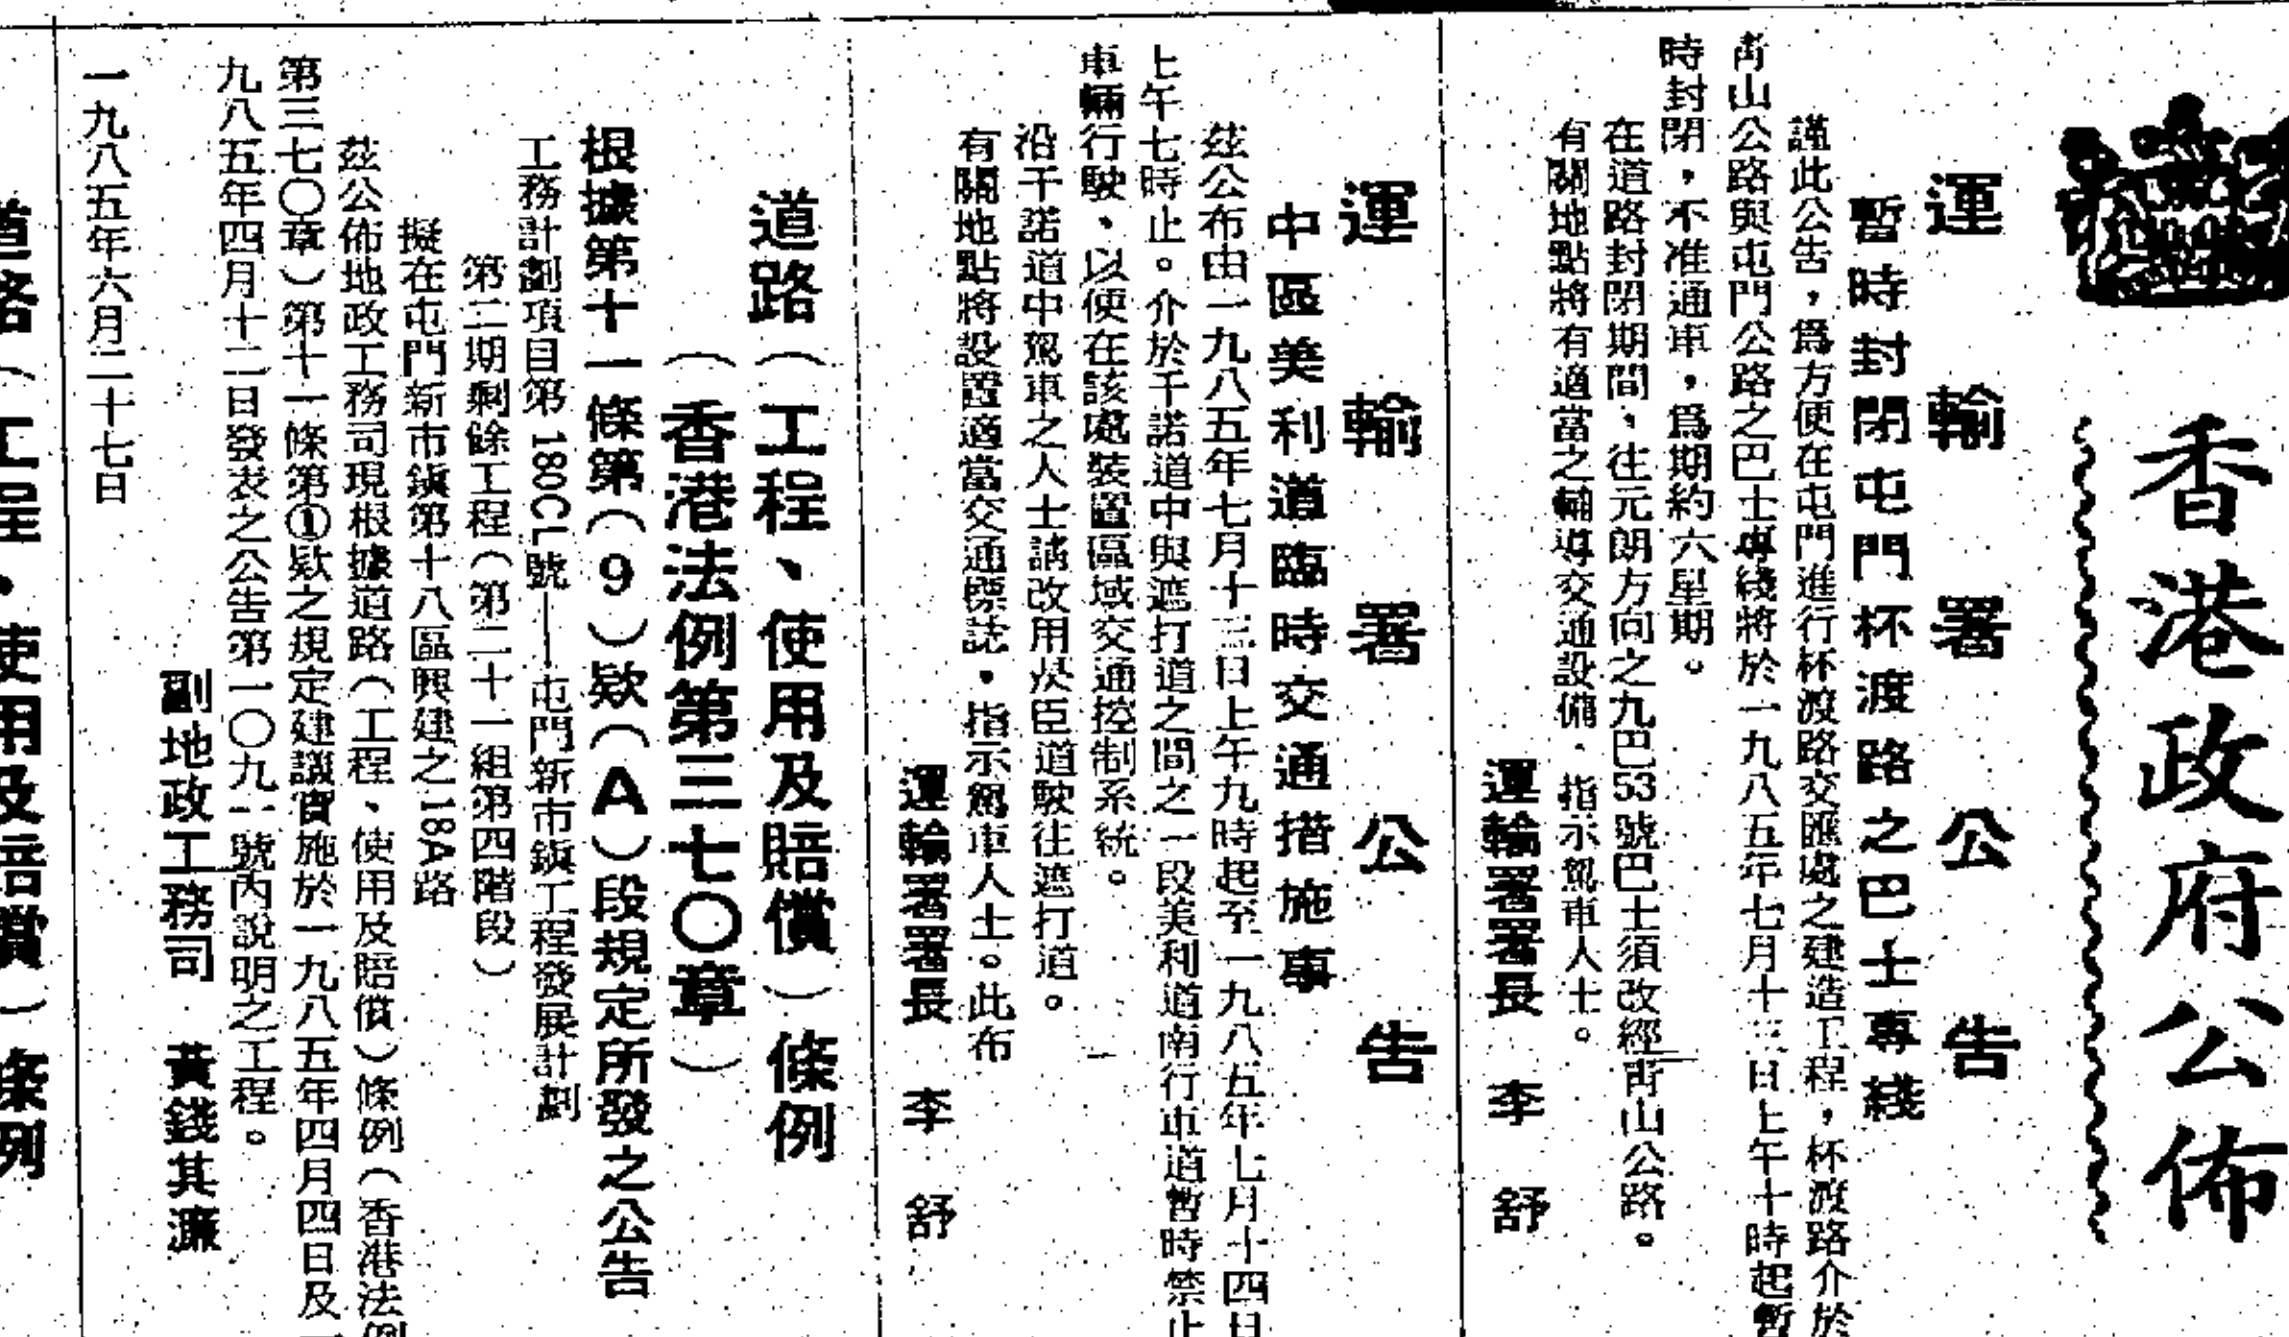 香港政府公佈
運輸署公告
暫時封閉屯門杯渡路之巴士專綫
謹此公告，爲方便在屯門進行杯渡路交匯處之建造工程，杯渡路介於
靑山公路與屯門公路之巴士專綫將於一九八五年七月十三日上午十時起暫
時封閉，不准通車，爲期約六星期。
在道路封閉期間，往元朗方向之九巴53號巴士須改經靑山公路。
有關地點將有適當之輔導交通設備，指示駕車人士。
運輸署署長 李舒
運輸署公告
中區美利道臨時交通措施事
玆公布由一九八五年七月十三日上午九時起至一九八五年七月十四日
上午七時止。介於干諾道中與遮打道之間之一段美利道南行車道暫時禁止
車輛行駛、以便在該處裝置區域交通控制系統。
沿干諾道中駕車之人士請改用昃臣道駛往遮打道。
有關地點將設置適當交通標誌，指示駕車人士。此布
運輸署署長 李舒
道路（工程、使用及賠償）條例
（香港法例第三七〇章）
根據第十一條第（9）欵（A）段規定所發之公告
工務計劃項目第180CL號—屯門新市鎭工程發展計劃
第二期剩餘工程（第二十一組第四階段）
擬在屯門新市鎭第十八區興建之18A路
茲公佈地政工務司現根據道路（工程、使用及賠償）條例（香港法例
第三七〇章）第十一條第①欵之規定建議實施於一九八五年四月四日及一
九八五年四月十二日發表之公告第一〇九一號內說明之工程。
副地政工務司 黃錢其濂
一九八五年六月二十七日
道路（工程、使用及賠償）條例